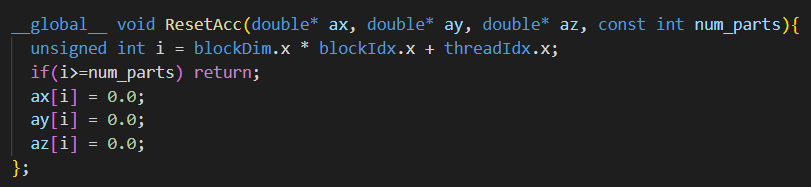 __global__ void ResetAcc(double* ax, double* ay, double* az, const int num_parts){
  unsigned int i = blockDim.x * blockIdx.x + threadIdx.x;
  if(i>=num_parts) return;
  ax[i] = 0.0;
  ay[i] = 0.0;
  az[i] = 0.0;
};